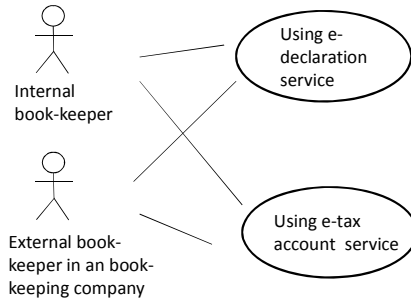 Internal
book-keeper
Using e-
declaration
service
External book-
keeper in an book-
keeping company
Using e-tax
account service